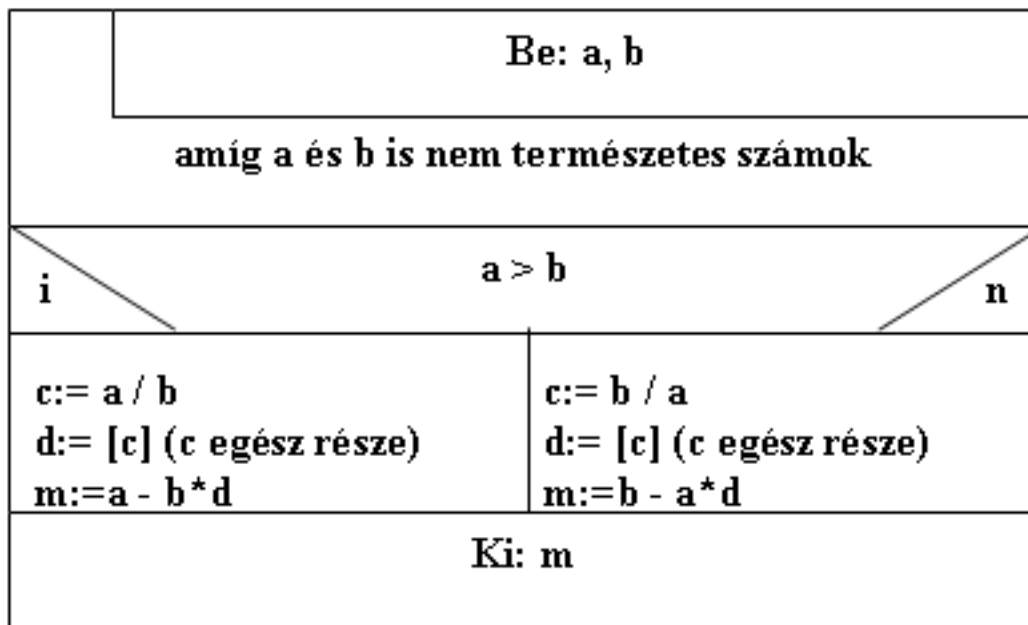 Be: a, b
amíg a és b is nem természetes számok
a > b
i
n
c:= a / b
d:= [c] (c egész része)
m:=a - b*d
c:= b / a
d:= [c] (c egész része)
m:=b - a*d
Ki: m